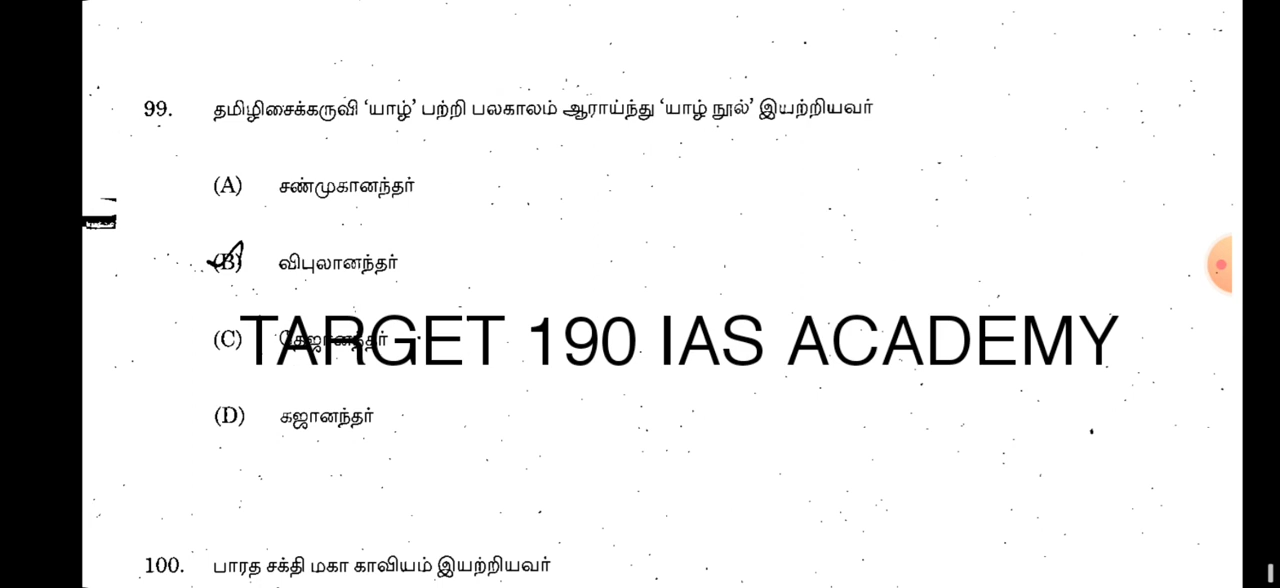 99. தமிழிசைக்கருவி ‘யாழ்’ பற்றி பலகாலம் ஆராய்ந்து ‘யாழ் நூல்’ இயற்றியவர்
(A) சண்முகானந்தர்
(B) விபுலானந்தர்
(C)
TARGET 190 IAS ACADEMY
(D) கஜானந்தர்
100. பாரத சக்தி மகா காவியம் இயற்றியவர்